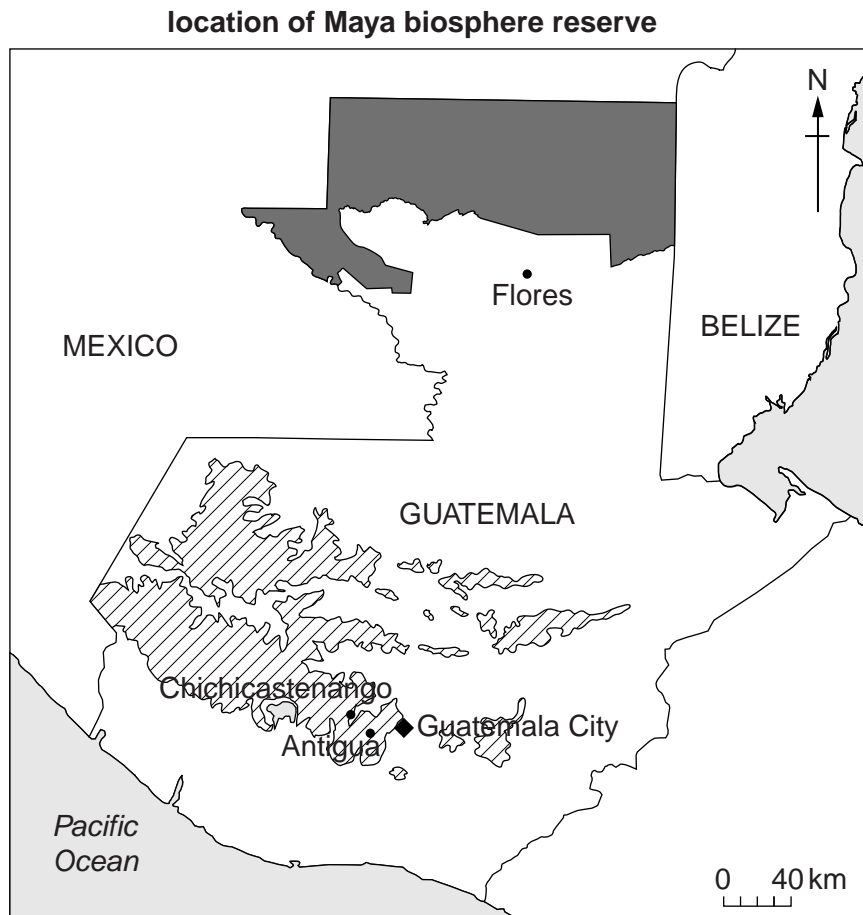 location of Maya biosphere reserve
N
Flores
BELIZE
MEXICO
GUATEMALA
Chichicastenango
Guatemala City
Antigua
Pacific
Ocean
0 40 km